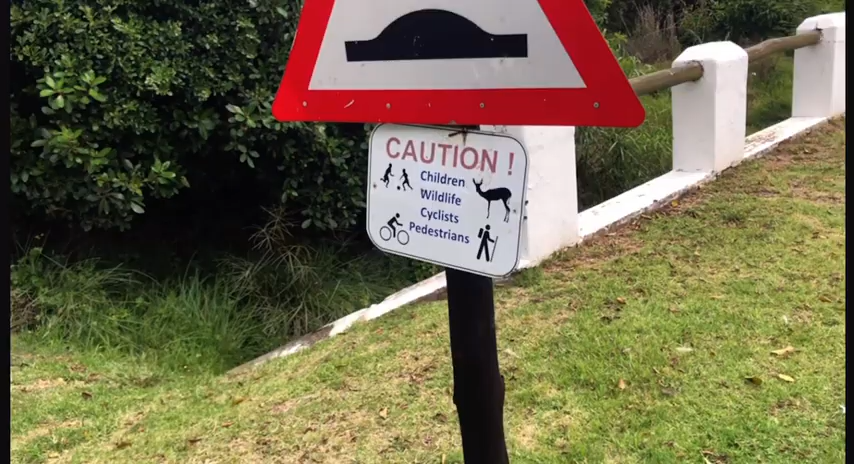 CAUTION !
Children
Wildlife
Cyclists
Pedestrians